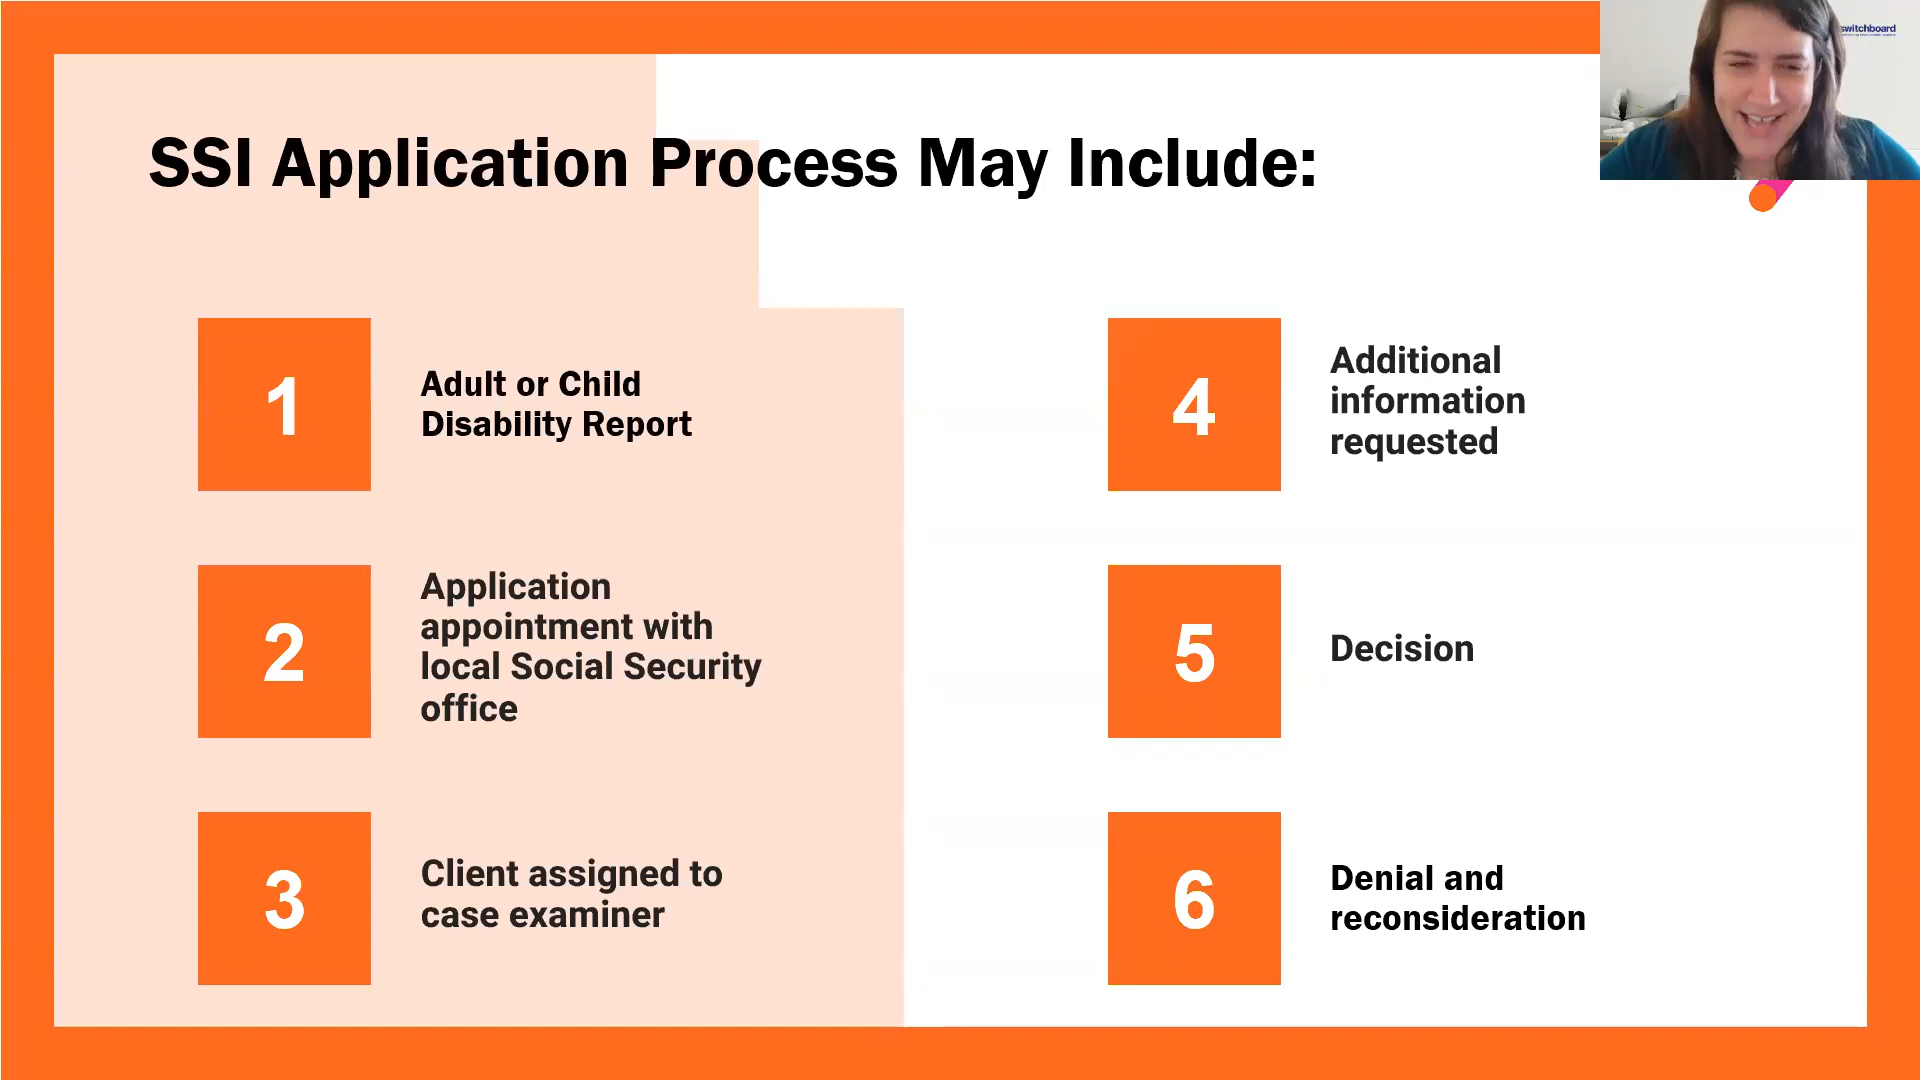 switchboard
SSI Application Process May Include:
1
Adult or Child
Disability Report
2
Application
appointment with
local Social Security
office
3
Client assigned to
case examiner
4
Additional
information
requested
5
Decision
6
Denial and
reconsideration